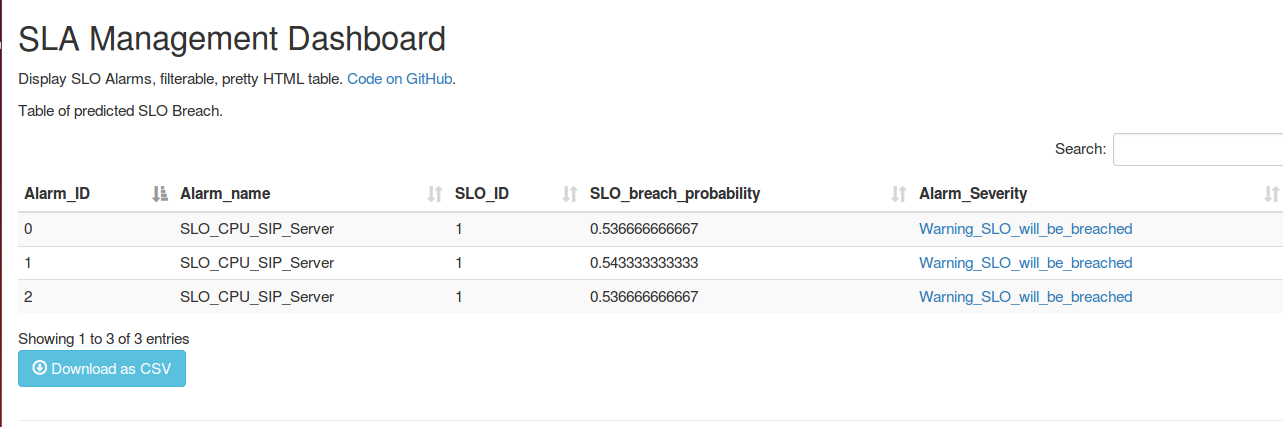 SLA Management Dashboard
Display SLO Alarms, filterable, pretty HTML table. Code on GitHub.
Table of predicted SLO Breach.
Search:
Alarm_ID Alarm_name SLO_ID SLO_breach_probability Alarm_Severity
0 SLO_CPU_SIP_Server 1 0.536666666667 Warning_SLO_will_be_breached
1 SLO_CPU_SIP_Server 1 0.543333333333 Warning_SLO_will_be_breached
2 SLO_CPU_SIP_Server 1 0.536666666667 Warning_SLO_will_be_breached
Showing 1 to 3 of 3 entries
Download as CSV